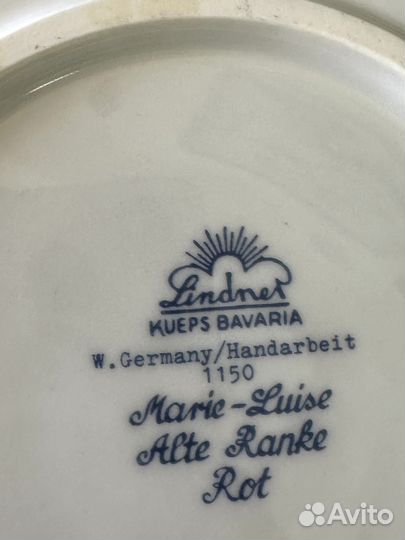 Lindner
KUEPS BAVARIA
W.Germany/Handarbeit
1150
Marie-Luise
Alte Ranke
Rot
Avito